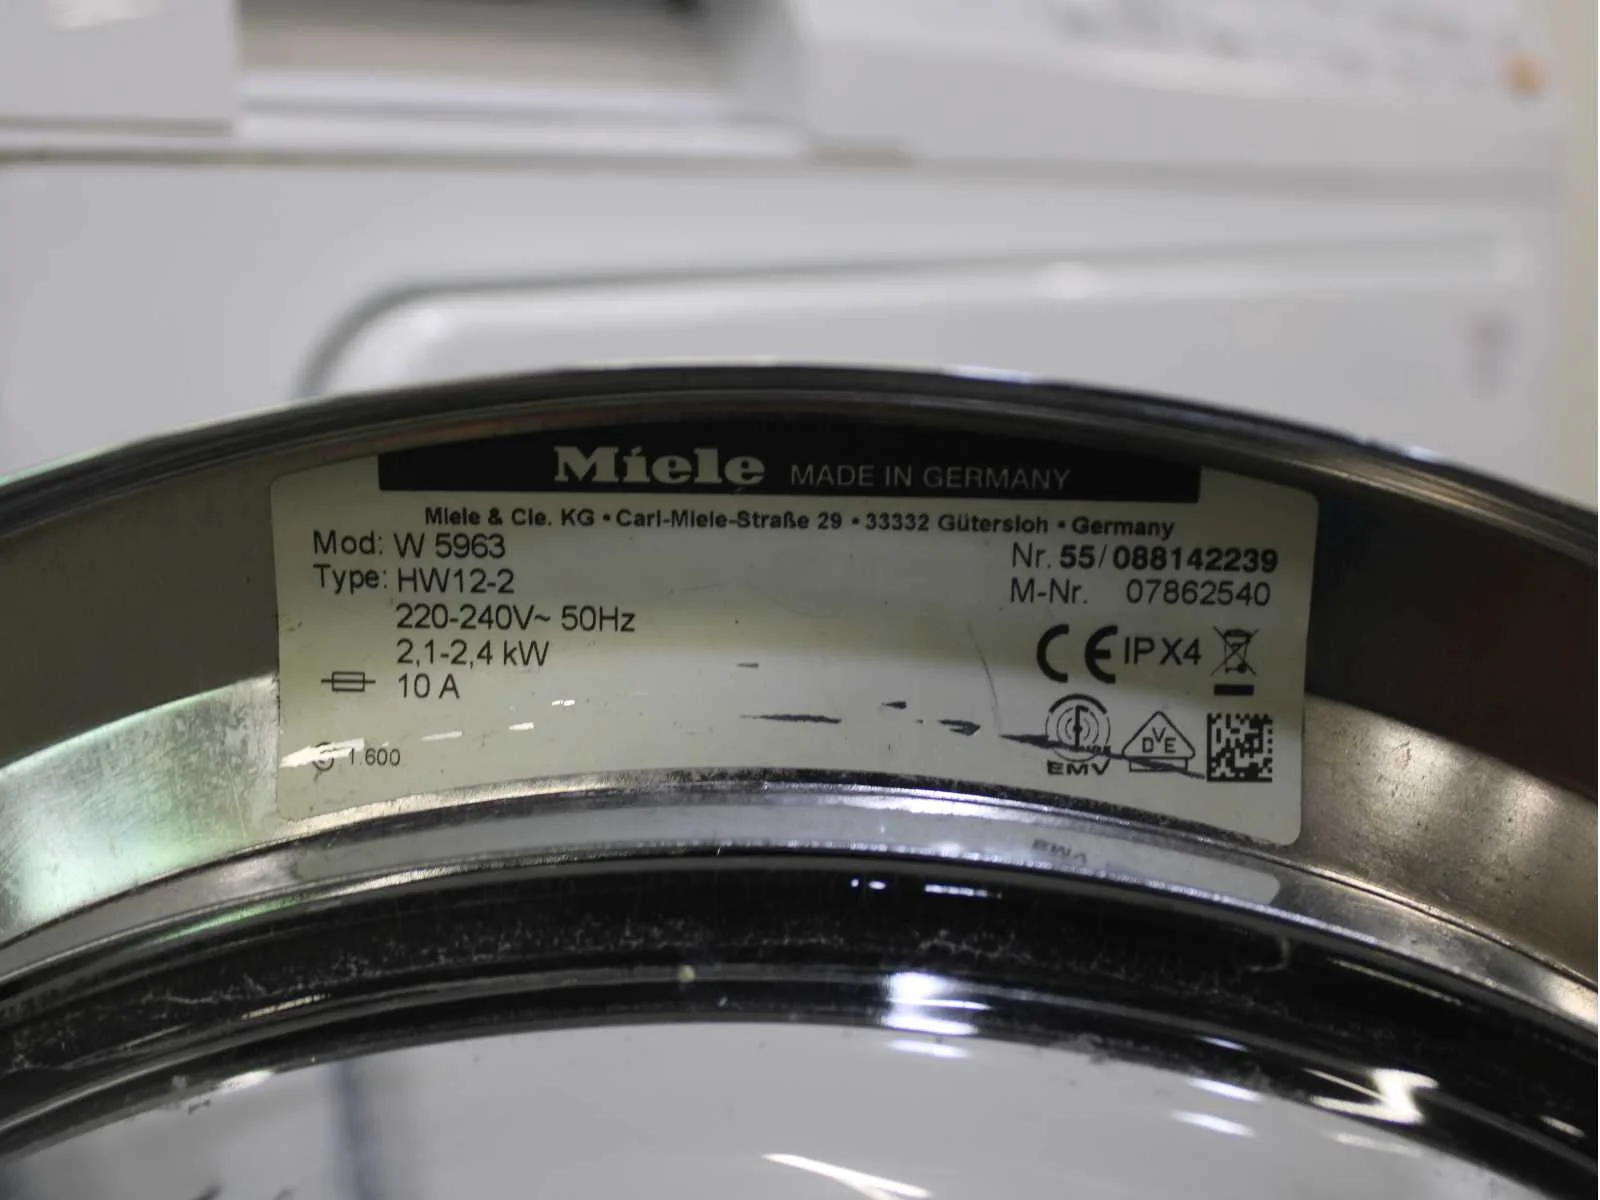 Miele MADE IN GERMANY
Miele & Cie. KG • Carl-Miele-Straße 29 • 33332 Gütersloh • Germany
Mod: W 5963
Nr. 55/088142239
Type: HW12-2
M-Nr. 07862540
220-240V~ 50Hz
2,1-2,4 kW
CE IPX4
10 A
1.600
EMV
DVE